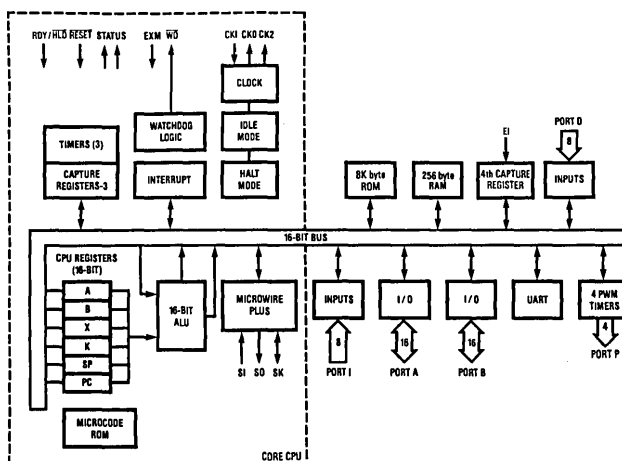 RDY/HLD RESET STATUS EXM WO CKI CK0 CK2
CLOCK
TIMERS (3)
CAPTURE
REGISTERS-3
WATCHDOG
LOGIC
INTERRUPT
IDLE
MODE
HALT
MODE
8K byte
ROM
256 byte
RAM
EI
4th CAPTURE
REGISTER
PORT D
8
INPUTS
16-BIT BUS
CPU REGISTERS
(16-BIT)
A
B
X
K
SP
PC
MICROCODE
ROM
16-BIT
ALU
MICROWIRE
PLUS
SI SO SK
INPUTS
8
PORT I
I/O
16
PORT A
I/O
16
PORT B
UART
4 PWM
TIMERS
4
PORT P
CORE CPU